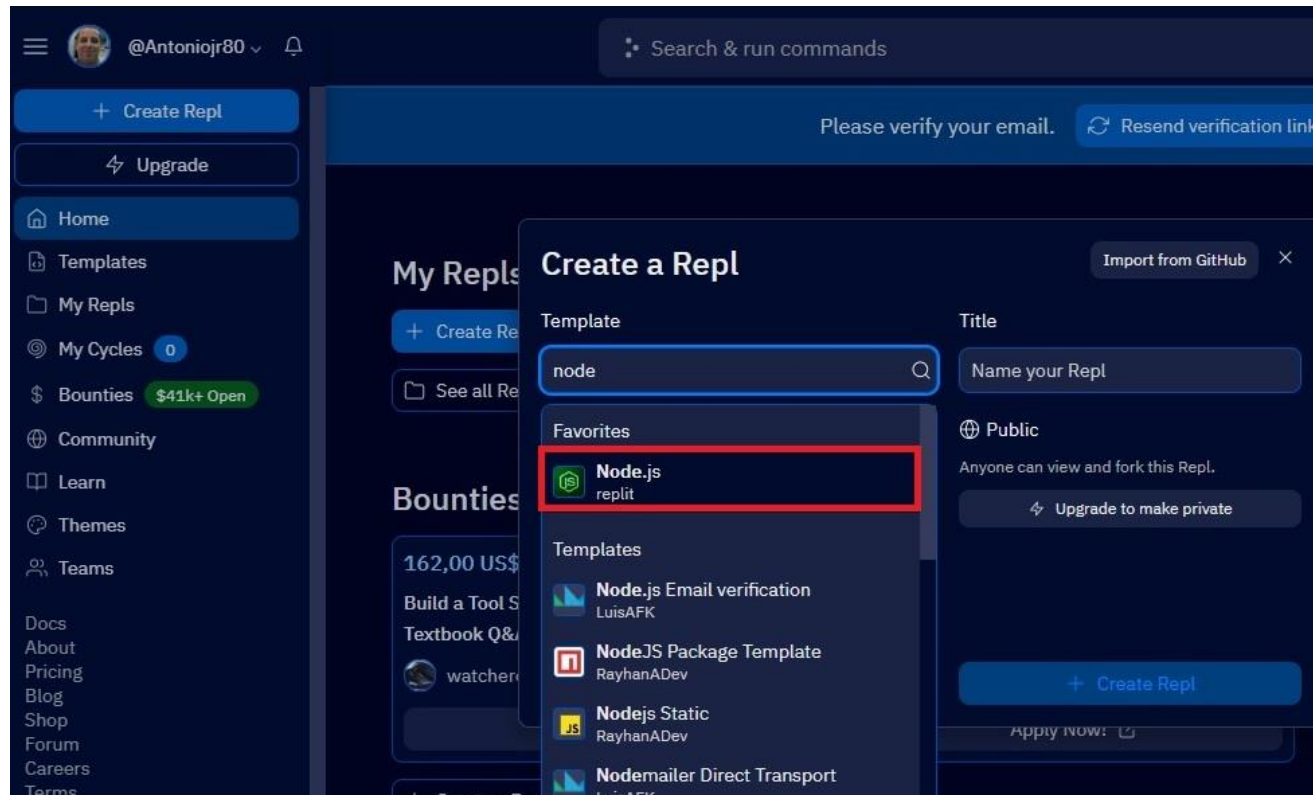 @Antoniojr80
Search & run commands
+ Create Repl
Upgrade
Please verify your email.
Resend verification link
Home
Templates
My Repls
My Cycles 0
Bounties $41k+ Open
Community
Learn
Themes
Teams
Docs
About
Pricing
Blog
Shop
Forum
Careers
Terms
My Repls
+ Create Re
See all Re
Bounties
162,00 US$
Build a Tool S
Textbook Q&
watchere
Create a Repl
Import from GitHub
Template
node
Favorites
Node.js
replit
Templates
Node.js Email verification
LuisAFK
NodeJS Package Template
RayhanADev
Nodejs Static
RayhanADev
Nodemailer Direct Transport
LuisAFK
Title
Name your Repl
Public
Anyone can view and fork this Repl.
Upgrade to make private
+ Create Repl
Apply Now!